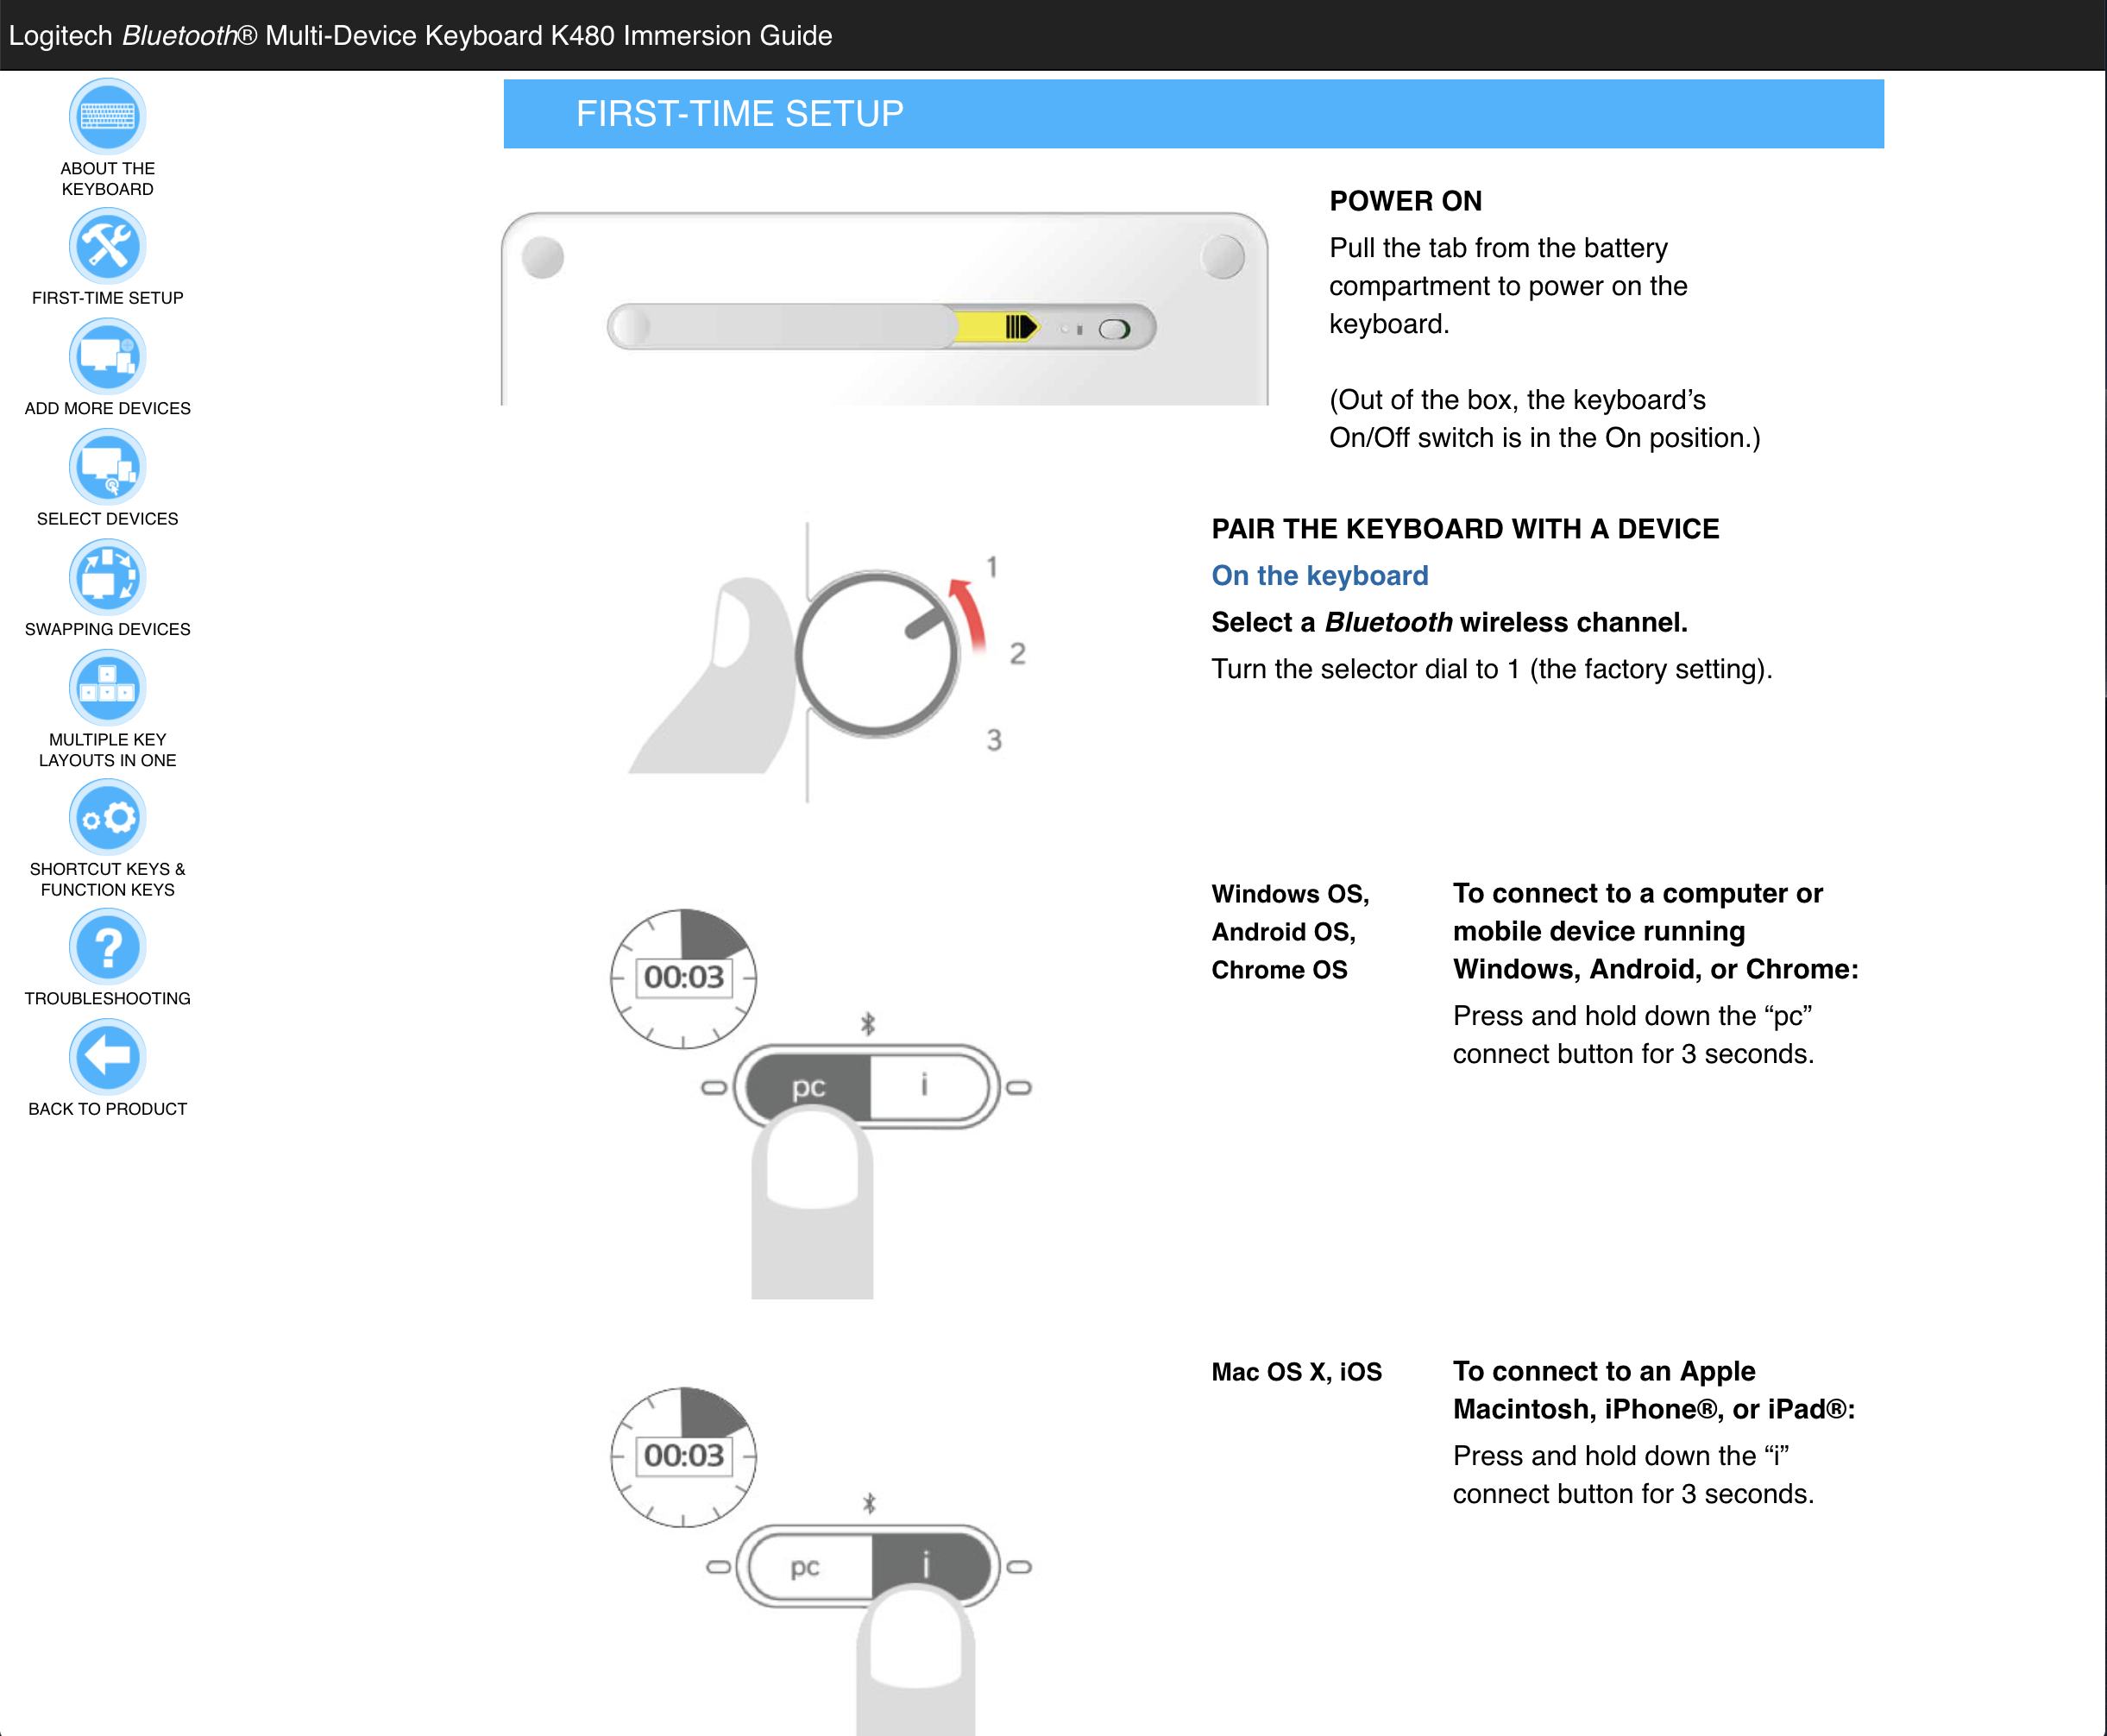 Logitech Bluetooth® Multi-Device Keyboard K480 Immersion Guide
ABOUT THE
KEYBOARD
FIRST-TIME SETUP
ADD MORE DEVICES
SELECT DEVICES
SWAPPING DEVICES
MULTIPLE KEY
LAYOUTS IN ONE
SHORTCUT KEYS &
FUNCTION KEYS
TROUBLESHOOTING
BACK TO PRODUCT
FIRST-TIME SETUP
POWER ON
Pull the tab from the battery
compartment to power on the
keyboard.
(Out of the box, the keyboard’s
On/Off switch is in the On position.)
1
2
3
PAIR THE KEYBOARD WITH A DEVICE
On the keyboard
Select a Bluetooth wireless channel.
Turn the selector dial to 1 (the factory setting).
00:03
pc i
Windows OS,
Android OS,
Chrome OS
To connect to a computer or
mobile device running
Windows, Android, or Chrome:
Press and hold down the “pc”
connect button for 3 seconds.
00:03
pc i
Mac OS X, iOS
To connect to an Apple
Macintosh, iPhone®, or iPad®:
Press and hold down the “i”
connect button for 3 seconds.